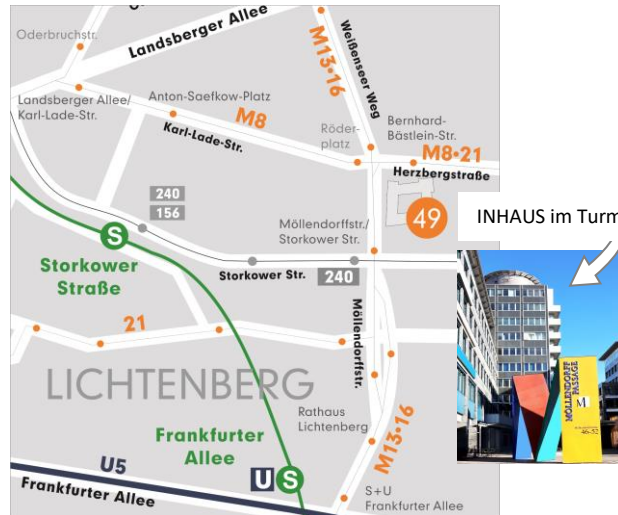 Oderbruchstr.
Landsberger Allee
M13•16
Weißenseer Weg
Landsberger Allee/
Karl-Lade-Str.
Anton-Saefkow-Platz
M8
Karl-Lade-Str.
Röder-
platz
Bernhard-
Bästlein-Str.
M8•21
Herzbergstraße
49
INHAUS im Turm
240
156
Möllendorffstr./
Storkower Str.
S
Storkower
Straße
Storkower Str.
240
Möllendorffstr.
21
LICHTENBERG
MÖLLENDORFF
PASSAGE
M
46-52
Rathaus
Lichtenberg
M13•16
Frankfurter
Allee
U5
U S
Frankfurter Allee
S+U
Frankfurter Allee